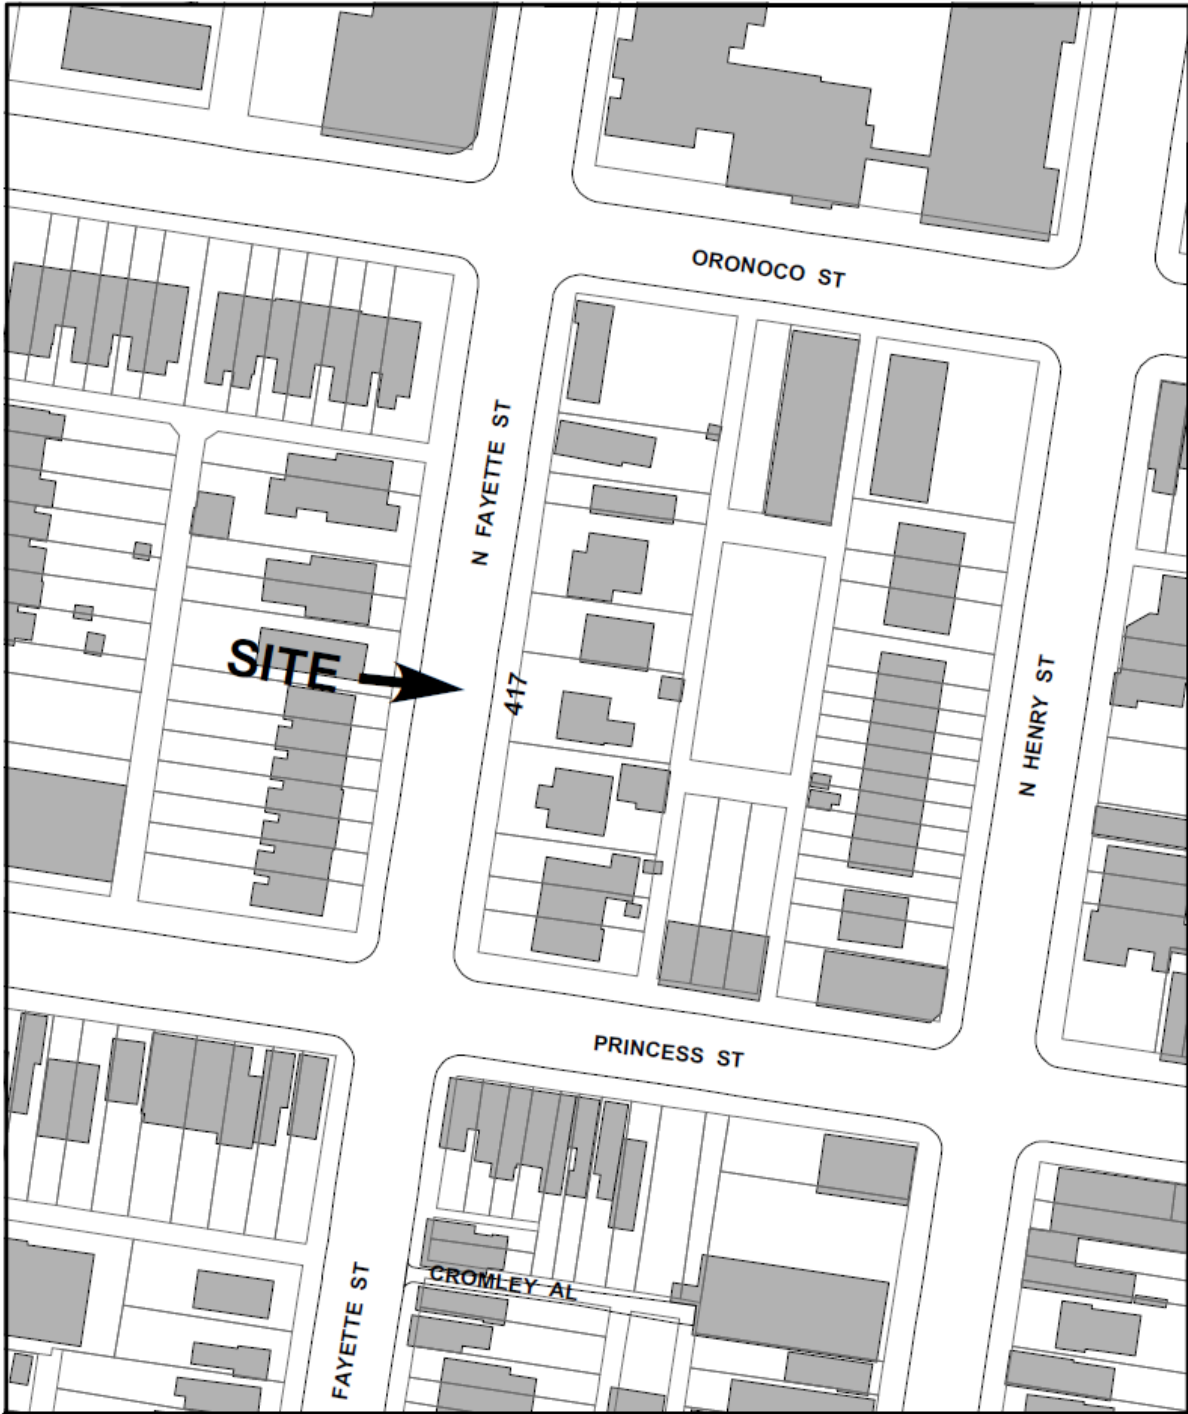 ORONOCO ST
N FAYETTE ST
SITE
417
N HENRY ST
PRINCESS ST
CROMLEY AL
FAYETTE ST